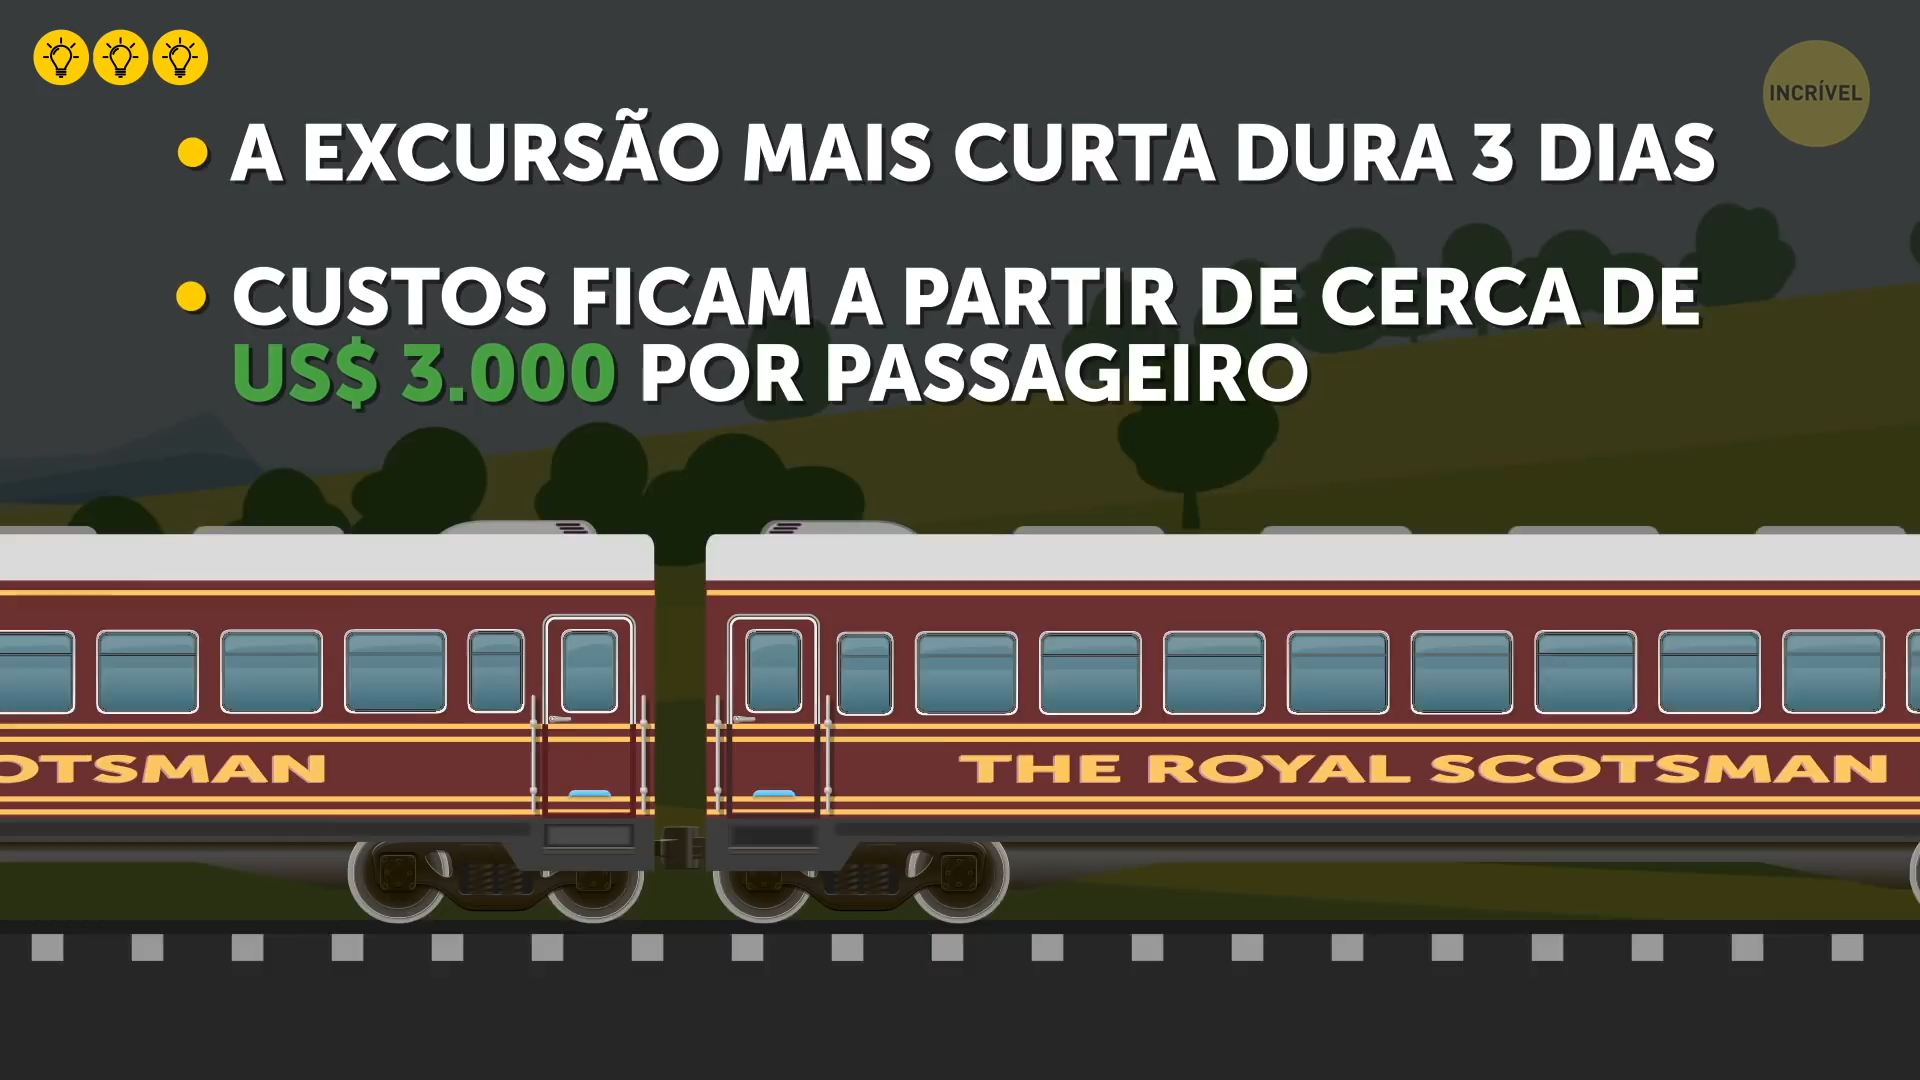 INCRÍVEL
• A EXCURSÃO MAIS CURTA DURA 3 DIAS
• CUSTOS FICAM A PARTIR DE CERCA DE
US$ 3.000 POR PASSAGEIRO
OTSMAN
THE ROYAL SCOTSMAN